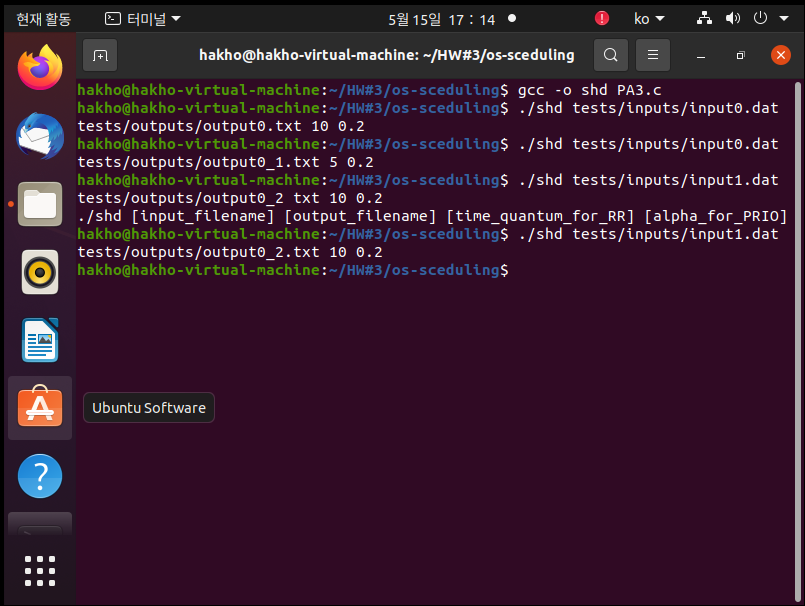 현재 활동
터미널
5월 15일 17 : 14
ko
hakho@hakho-virtual-machine: ~/HW#3/os-sceduling
hakho@hakho-virtual-machine:~/HW#3/os-sceduling$ gcc -o shd PA3.c
hakho@hakho-virtual-machine:~/HW#3/os-sceduling$ ./shd tests/inputs/input0.dat
tests/outputs/output0.txt 10 0.2
hakho@hakho-virtual-machine:~/HW#3/os-sceduling$ ./shd tests/inputs/input0.dat
tests/outputs/output0_1.txt 5 0.2
hakho@hakho-virtual-machine:~/HW#3/os-sceduling$ ./shd tests/inputs/input1.dat
tests/outputs/output0_2 txt 10 0.2
./shd [input_filename] [output_filename] [time_quantum_for_RR] [alpha_for_PRIO]
hakho@hakho-virtual-machine:~/HW#3/os-sceduling$ ./shd tests/inputs/input1.dat
tests/outputs/output0_2.txt 10 0.2
hakho@hakho-virtual-machine:~/HW#3/os-sceduling$
Ubuntu Software